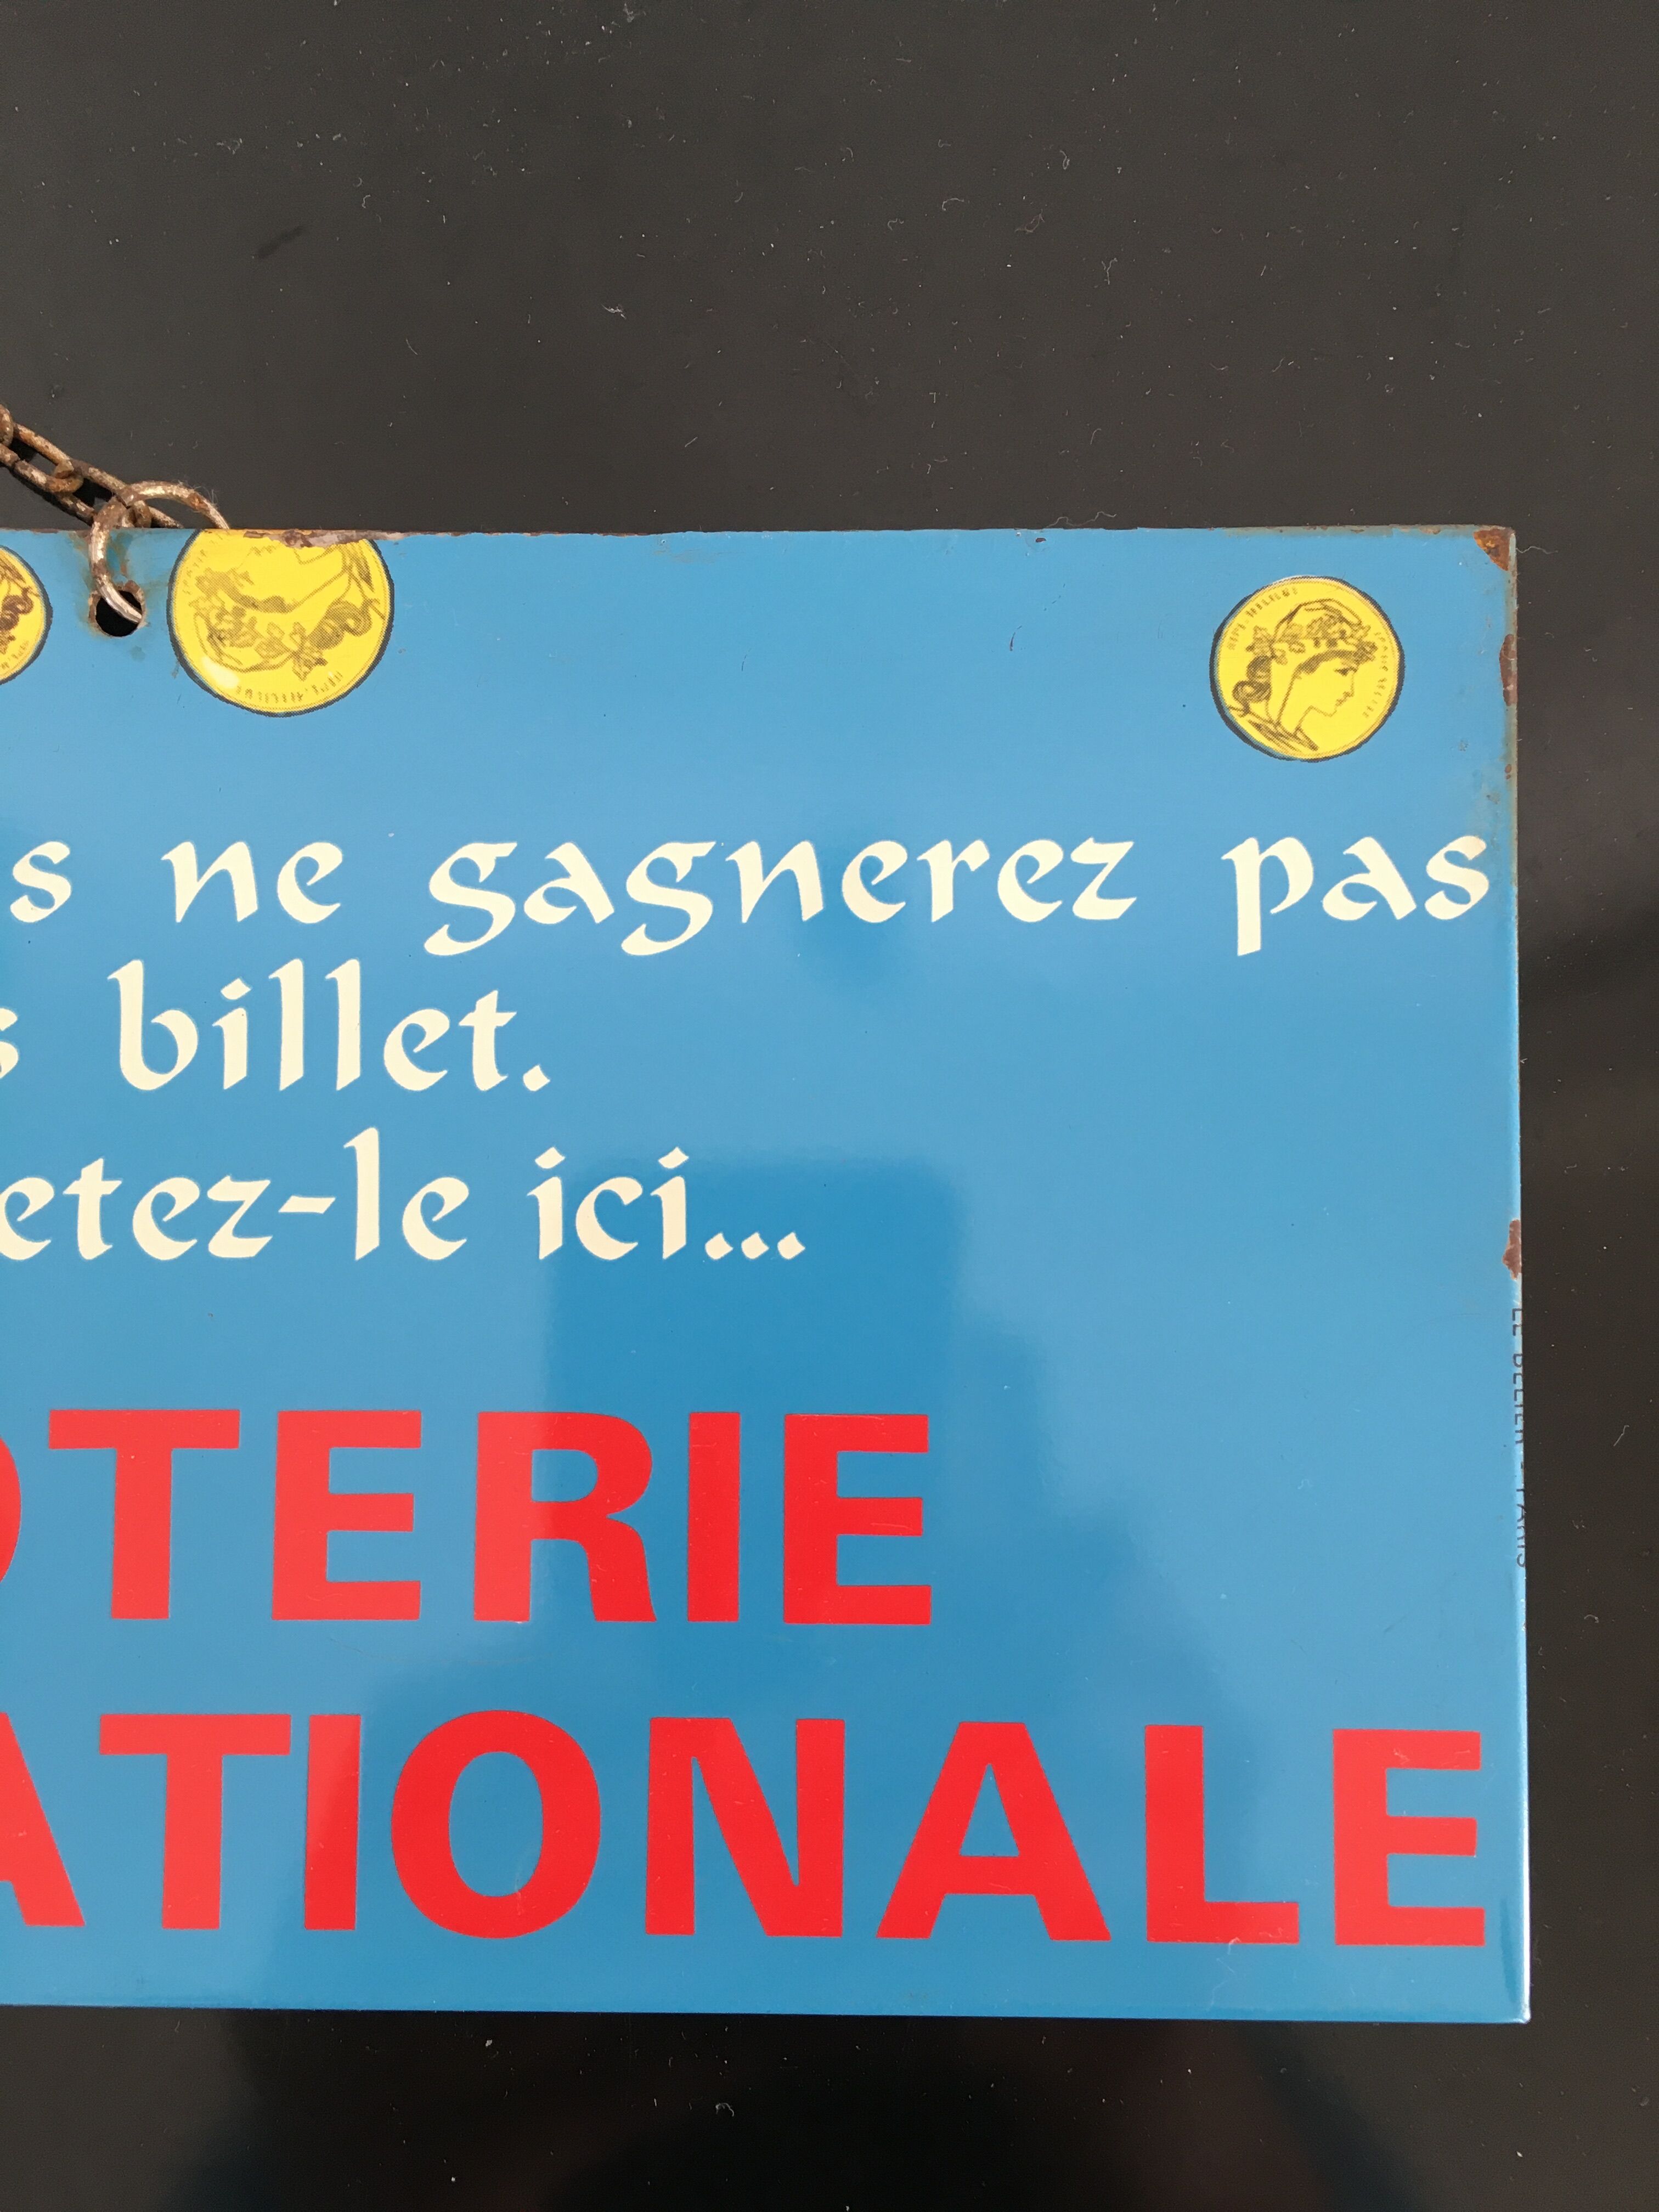 s ne gagnerez pas
s billet.
etez-le ici...
OTERIE
ATIONALE
LE BELIER - PARIS